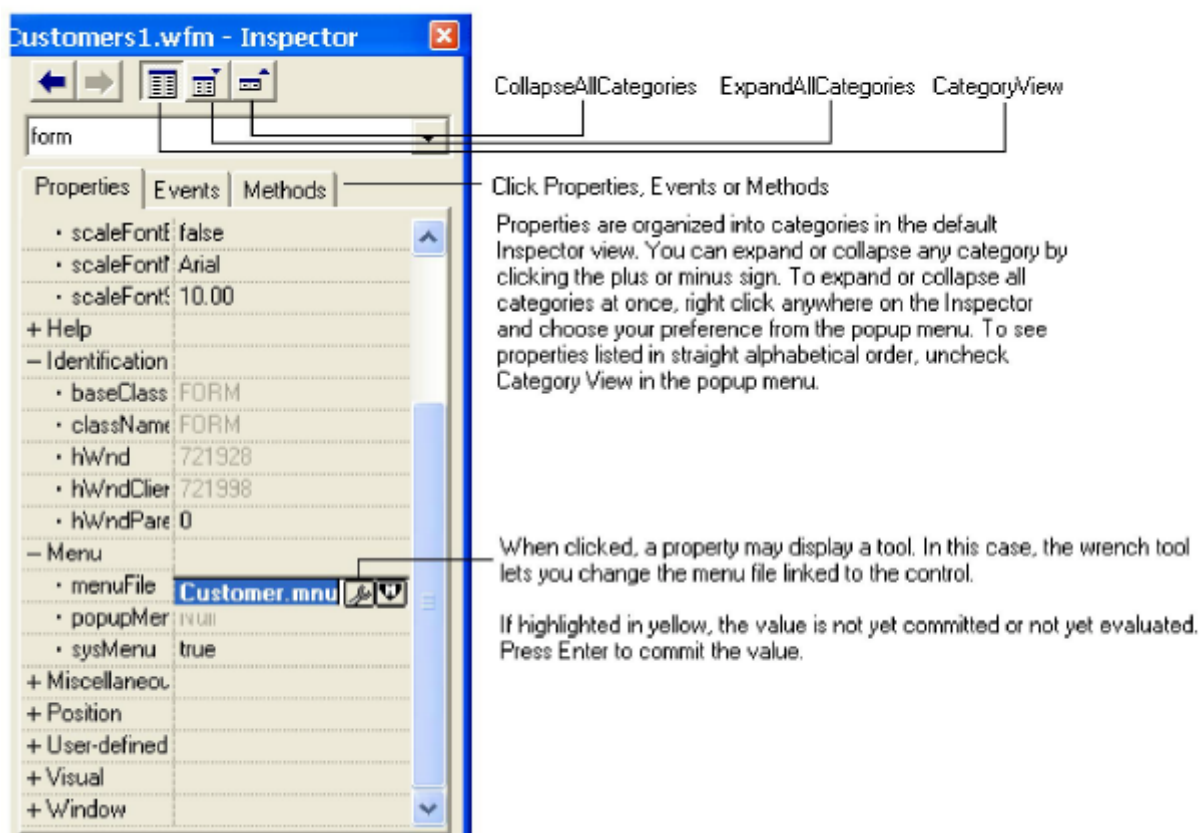 Customers1.wfm - Inspector
CollapseAllCategories ExpandAllCategories CategoryView
form
Properties Events Methods
Click Properties, Events or Methods
Properties are organized into categories in the default
Inspector view. You can expand or collapse any category by
clicking the plus or minus sign. To expand or collapse all
categories at once, right click anywhere on the Inspector
and choose your preference from the popup menu. To see
properties listed in straight alphabetical order, uncheck
Category View in the popup menu.
scaleFontB false
scaleFontN Arial
scaleFontS 10.00
+ Help
– Identification
baseClass FORM
className FORM
hWnd 721928
hWndClien 721998
hWndPare 0
– Menu
menuFile Customer.mnu
popupMen Null
sysMenu true
+ Miscellaneou
+ Position
+ User-defined
+ Visual
+ Window
When clicked, a property may display a tool. In this case, the wrench tool
lets you change the menu file linked to the control.
If highlighted in yellow, the value is not yet committed or not yet evaluated.
Press Enter to commit the value.